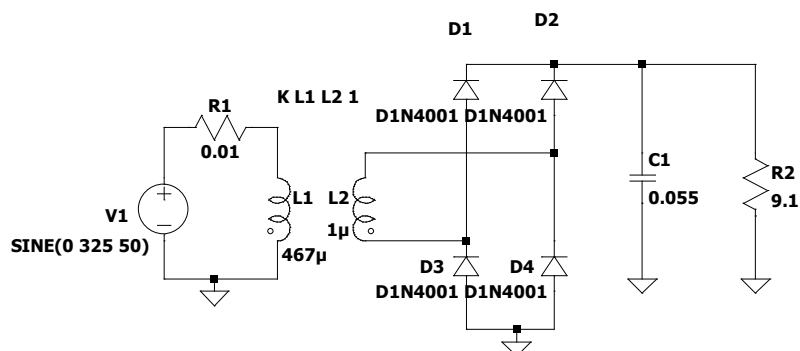 D1
D2
K L1 L2 1
R1
0.01
D1N4001 D1N4001
L1
L2
C1
0.055
R2
9.1
V1
SINE(0 325 50)
467µ
1µ
D3
D4
D1N4001 D1N4001